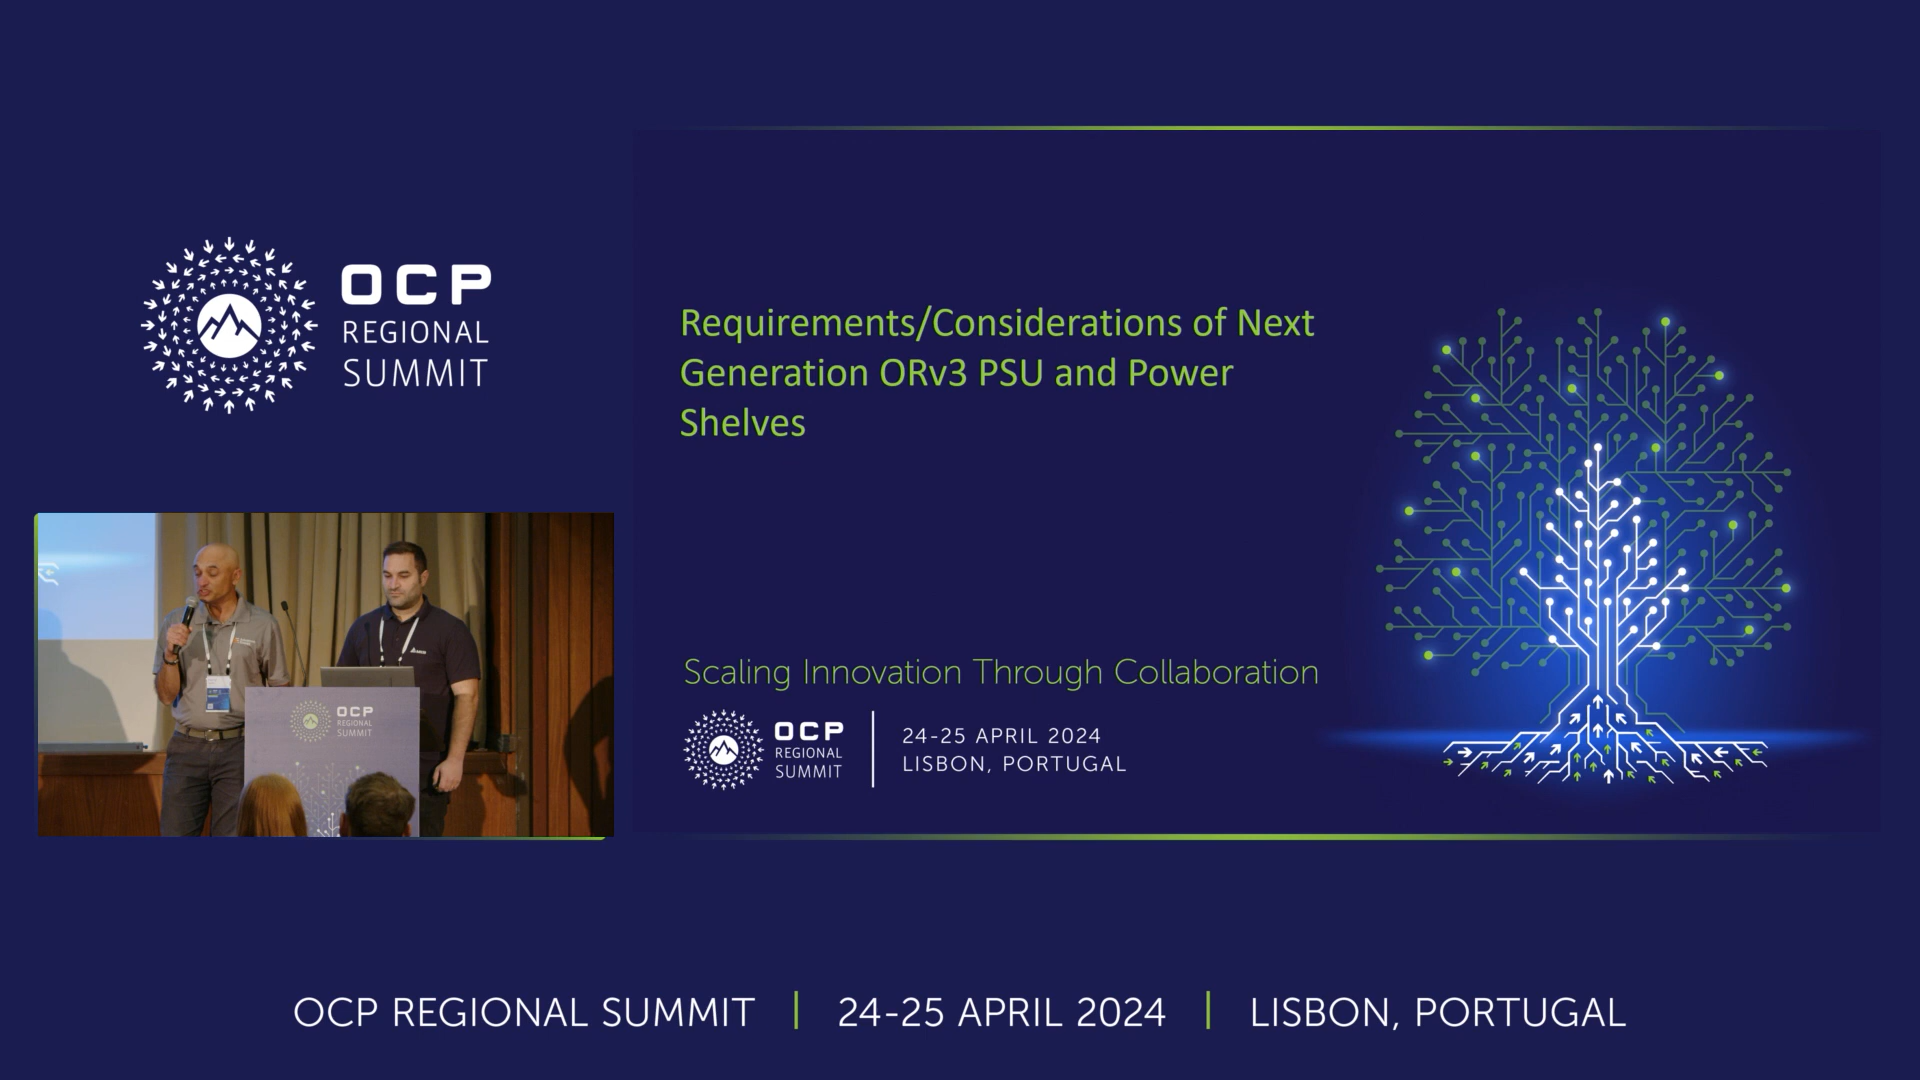 OCP
REGIONAL
SUMMIT
Requirements/Considerations of Next
Generation ORv3 PSU and Power
Shelves
Scaling Innovation Through Collaboration
OCP
REGIONAL
SUMMIT
24-25 APRIL 2024
LISBON, PORTUGAL
OCP
REGIONAL
SUMMIT
OCP REGIONAL SUMMIT | 24-25 APRIL 2024 | LISBON, PORTUGAL